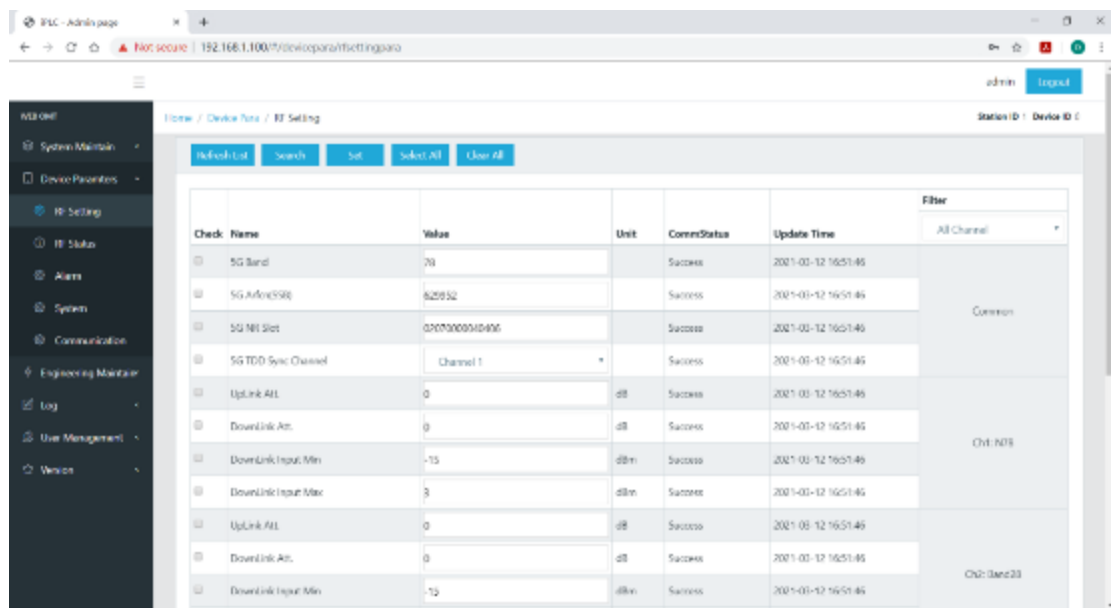 iPLC - Admin page
Not secure | 192.168.1.100/#/devicepara/rfsettingpara
admin Logout
WEB OMT
Home / Device Para / RF Setting
Station ID Device ID
System Maintain
Refresh List Search Set Select All Clear All
Device Paramters
RF Setting
Filter
Check Name Value Unit CommStatus Update Time All Channel
RF Status
5G Band 78 Success 2021-03-12 16:51:46
Alarm
5G Arfcn(SSB) 629952 Success 2021-03-12 16:51:46
Common
System
5G NR Slot Success 2021-03-12 16:51:46
Communication
5G TDD Sync Channel Channel 1 Success 2021-03-12 16:51:46
Engineering Maintain
UpLink Att. 0 dB Success 2021-03-12 16:51:46
Log
DownLink Att. 0 dB Success 2021-03-12 16:51:46
User Management
Ch1: N78
DownLink Input Min -15 dBm Success 2021-03-12 16:51:46
Version
DownLink Input Max 3 dBm Success 2021-03-12 16:51:46
UpLink Att. 0 dB Success 2021-03-12 16:51:46
DownLink Att. 0 dB Success 2021-03-12 16:51:46
Ch2: Band20
DownLink Input Min -15 dBm Success 2021-03-12 16:51:46